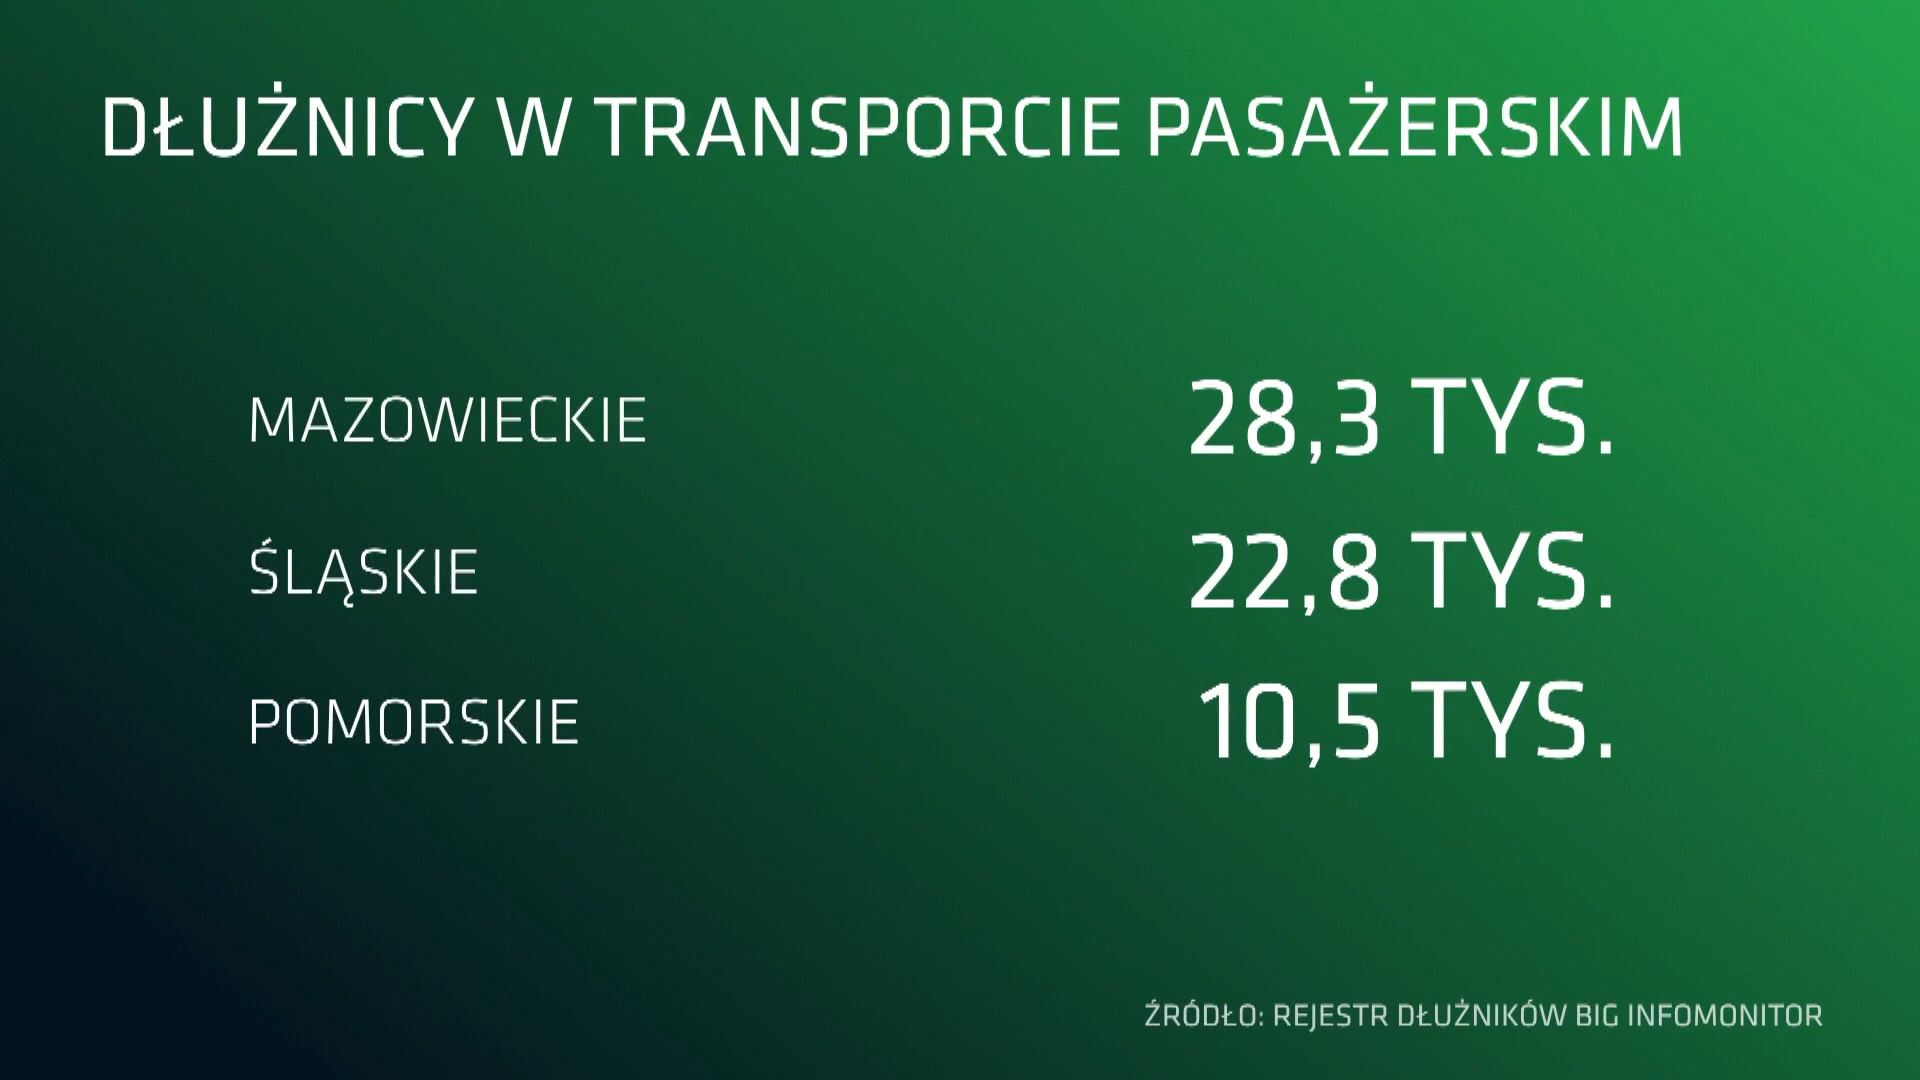 DŁUŻNICY W TRANSPORCIE PASAŻERSKIM
MAZOWIECKIE 28,3 TYS.
ŚLĄSKIE 22,8 TYS.
POMORSKIE 10,5 TYS.
ŹRÓDŁO: REJESTR DŁUŻNIKÓW BIG INFOMONITOR